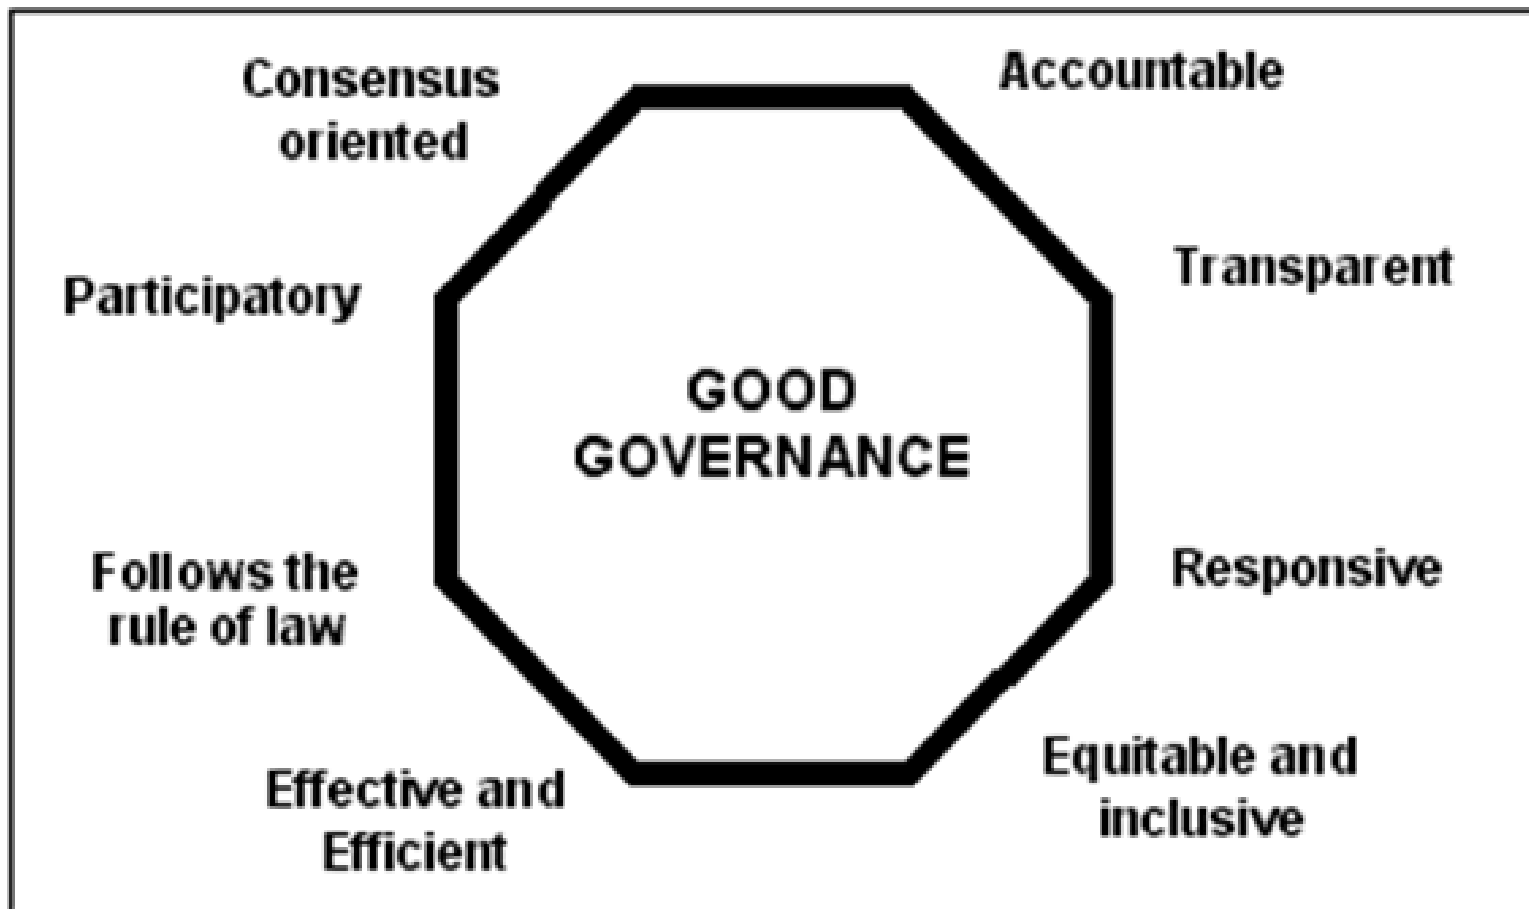 Consensus
oriented
Accountable
Participatory
Transparent
GOOD
GOVERNANCE
Follows the
rule of law
Responsive
Effective and
Efficient
Equitable and
inclusive